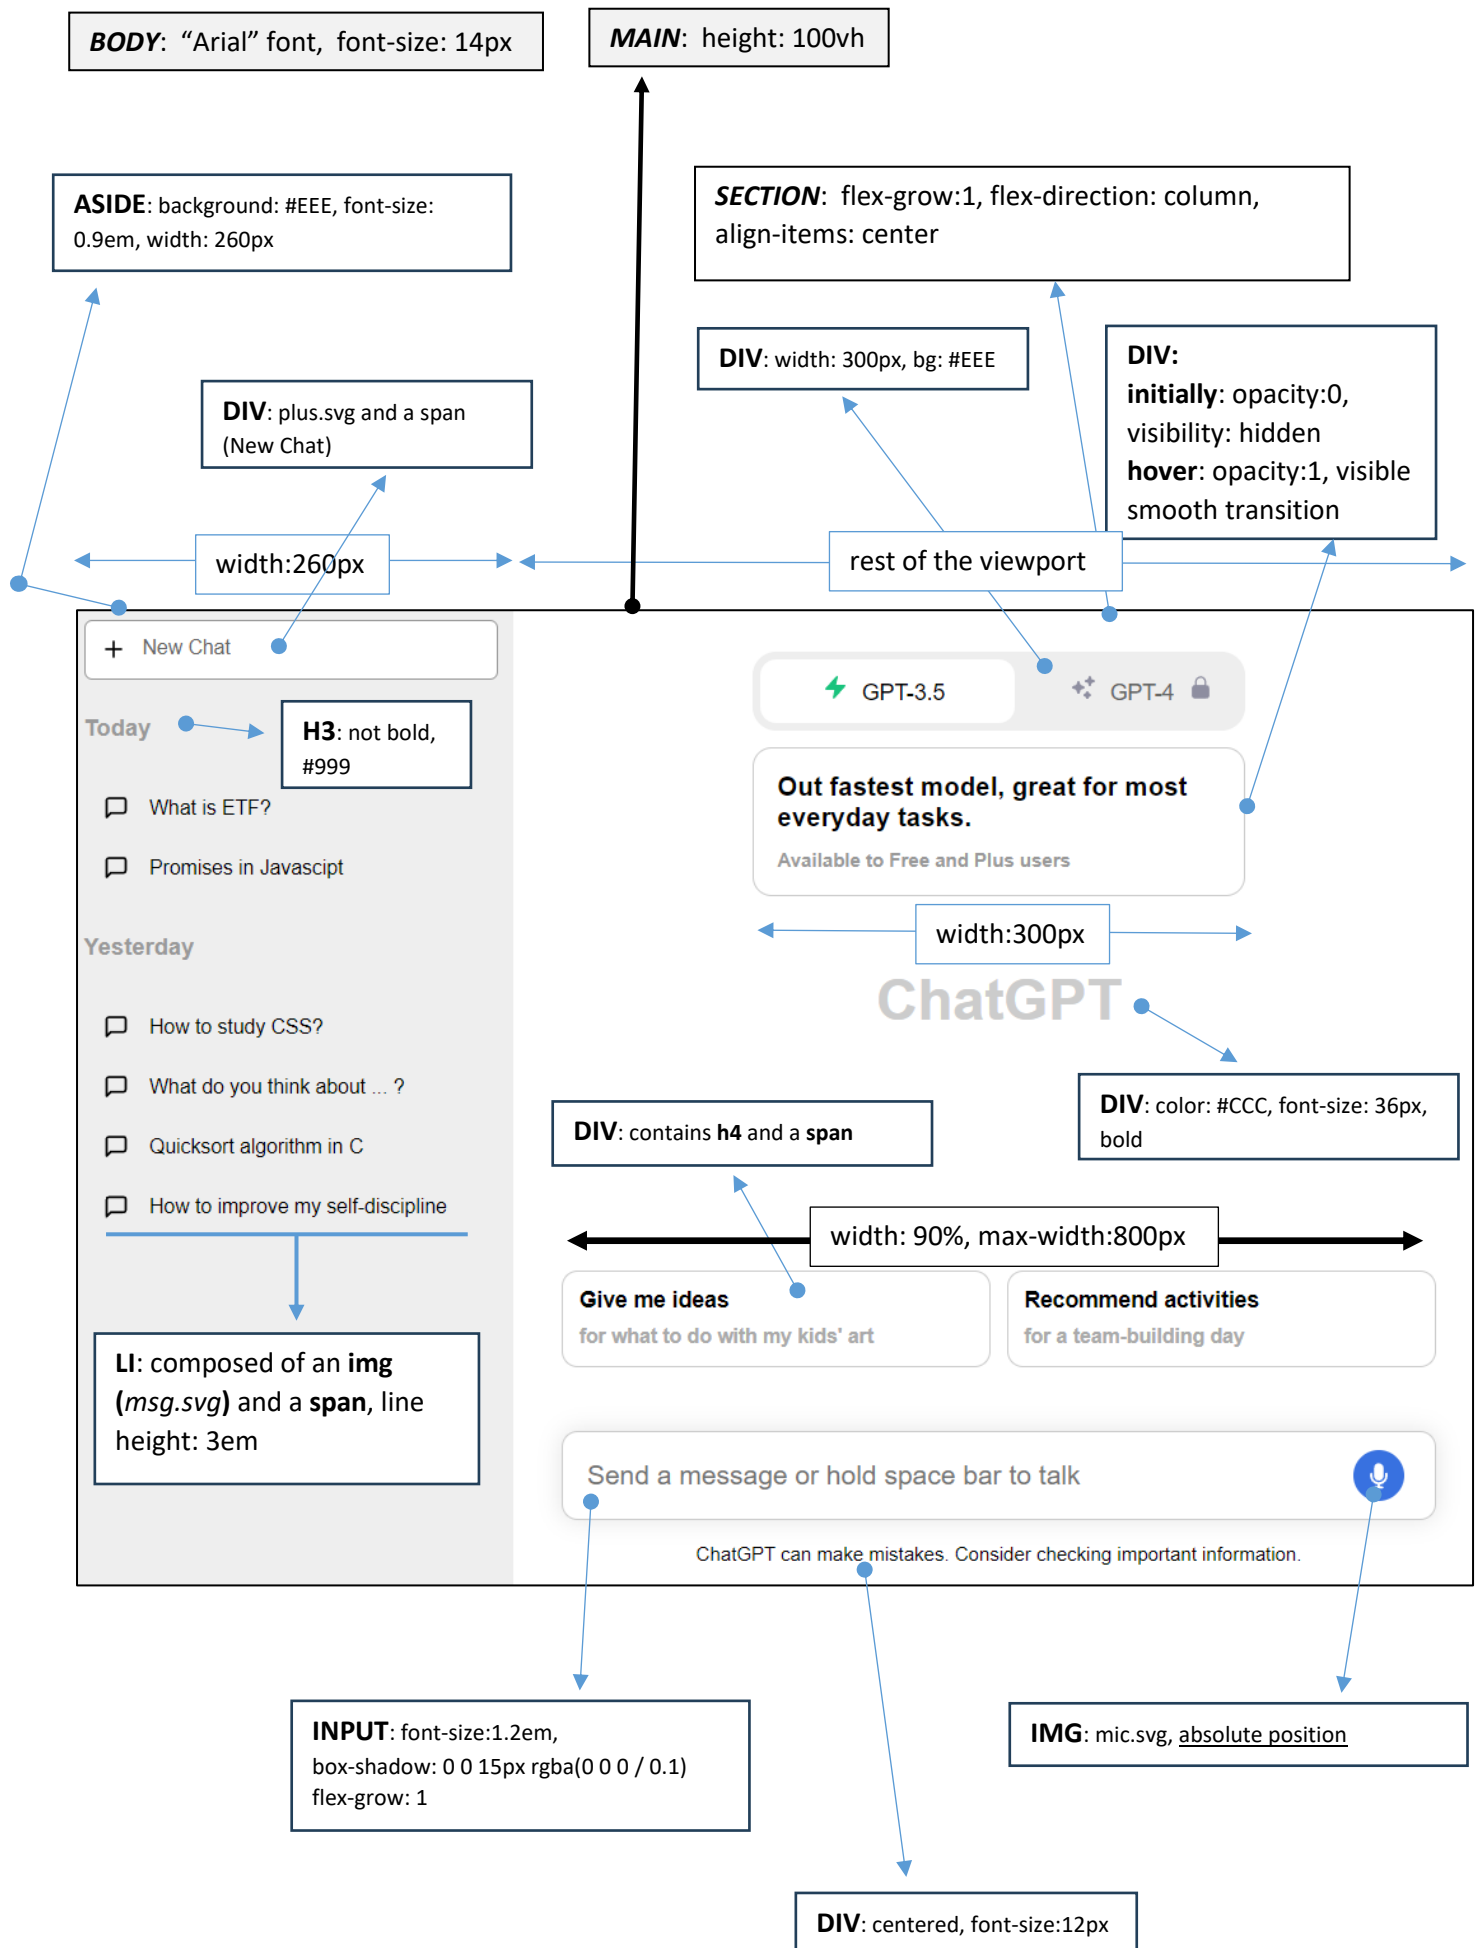 BODY: “Arial” font, font-size: 14px
MAIN: height: 100vh
ASIDE: background: #EEE, font-size:
0.9em, width: 260px
SECTION: flex-grow:1, flex-direction: column,
align-items: center
DIV: width: 300px, bg: #EEE
DIV:
initially: opacity:0,
visibility: hidden
hover: opacity:1, visible
smooth transition
DIV: plus.svg and a span
(New Chat)
width:260px
rest of the viewport
New Chat
GPT-3.5
GPT-4
Today
H3: not bold,
#999
What is ETF?
Promises in Javascipt
Out fastest model, great for most
everyday tasks.
Available to Free and Plus users
width:300px
Yesterday
ChatGPT
How to study CSS?
What do you think about ... ?
Quicksort algorithm in C
How to improve my self-discipline
DIV: color: #CCC, font-size: 36px,
bold
DIV: contains h4 and a span
width: 90%, max-width:800px
Give me ideas
for what to do with my kids' art
Recommend activities
for a team-building day
LI: composed of an img
(msg.svg) and a span, line
height: 3em
Send a message or hold space bar to talk
ChatGPT can make mistakes. Consider checking important information.
INPUT: font-size:1.2em,
box-shadow: 0 0 15px rgba(0 0 0 / 0.1)
flex-grow: 1
IMG: mic.svg, absolute position
DIV: centered, font-size:12px